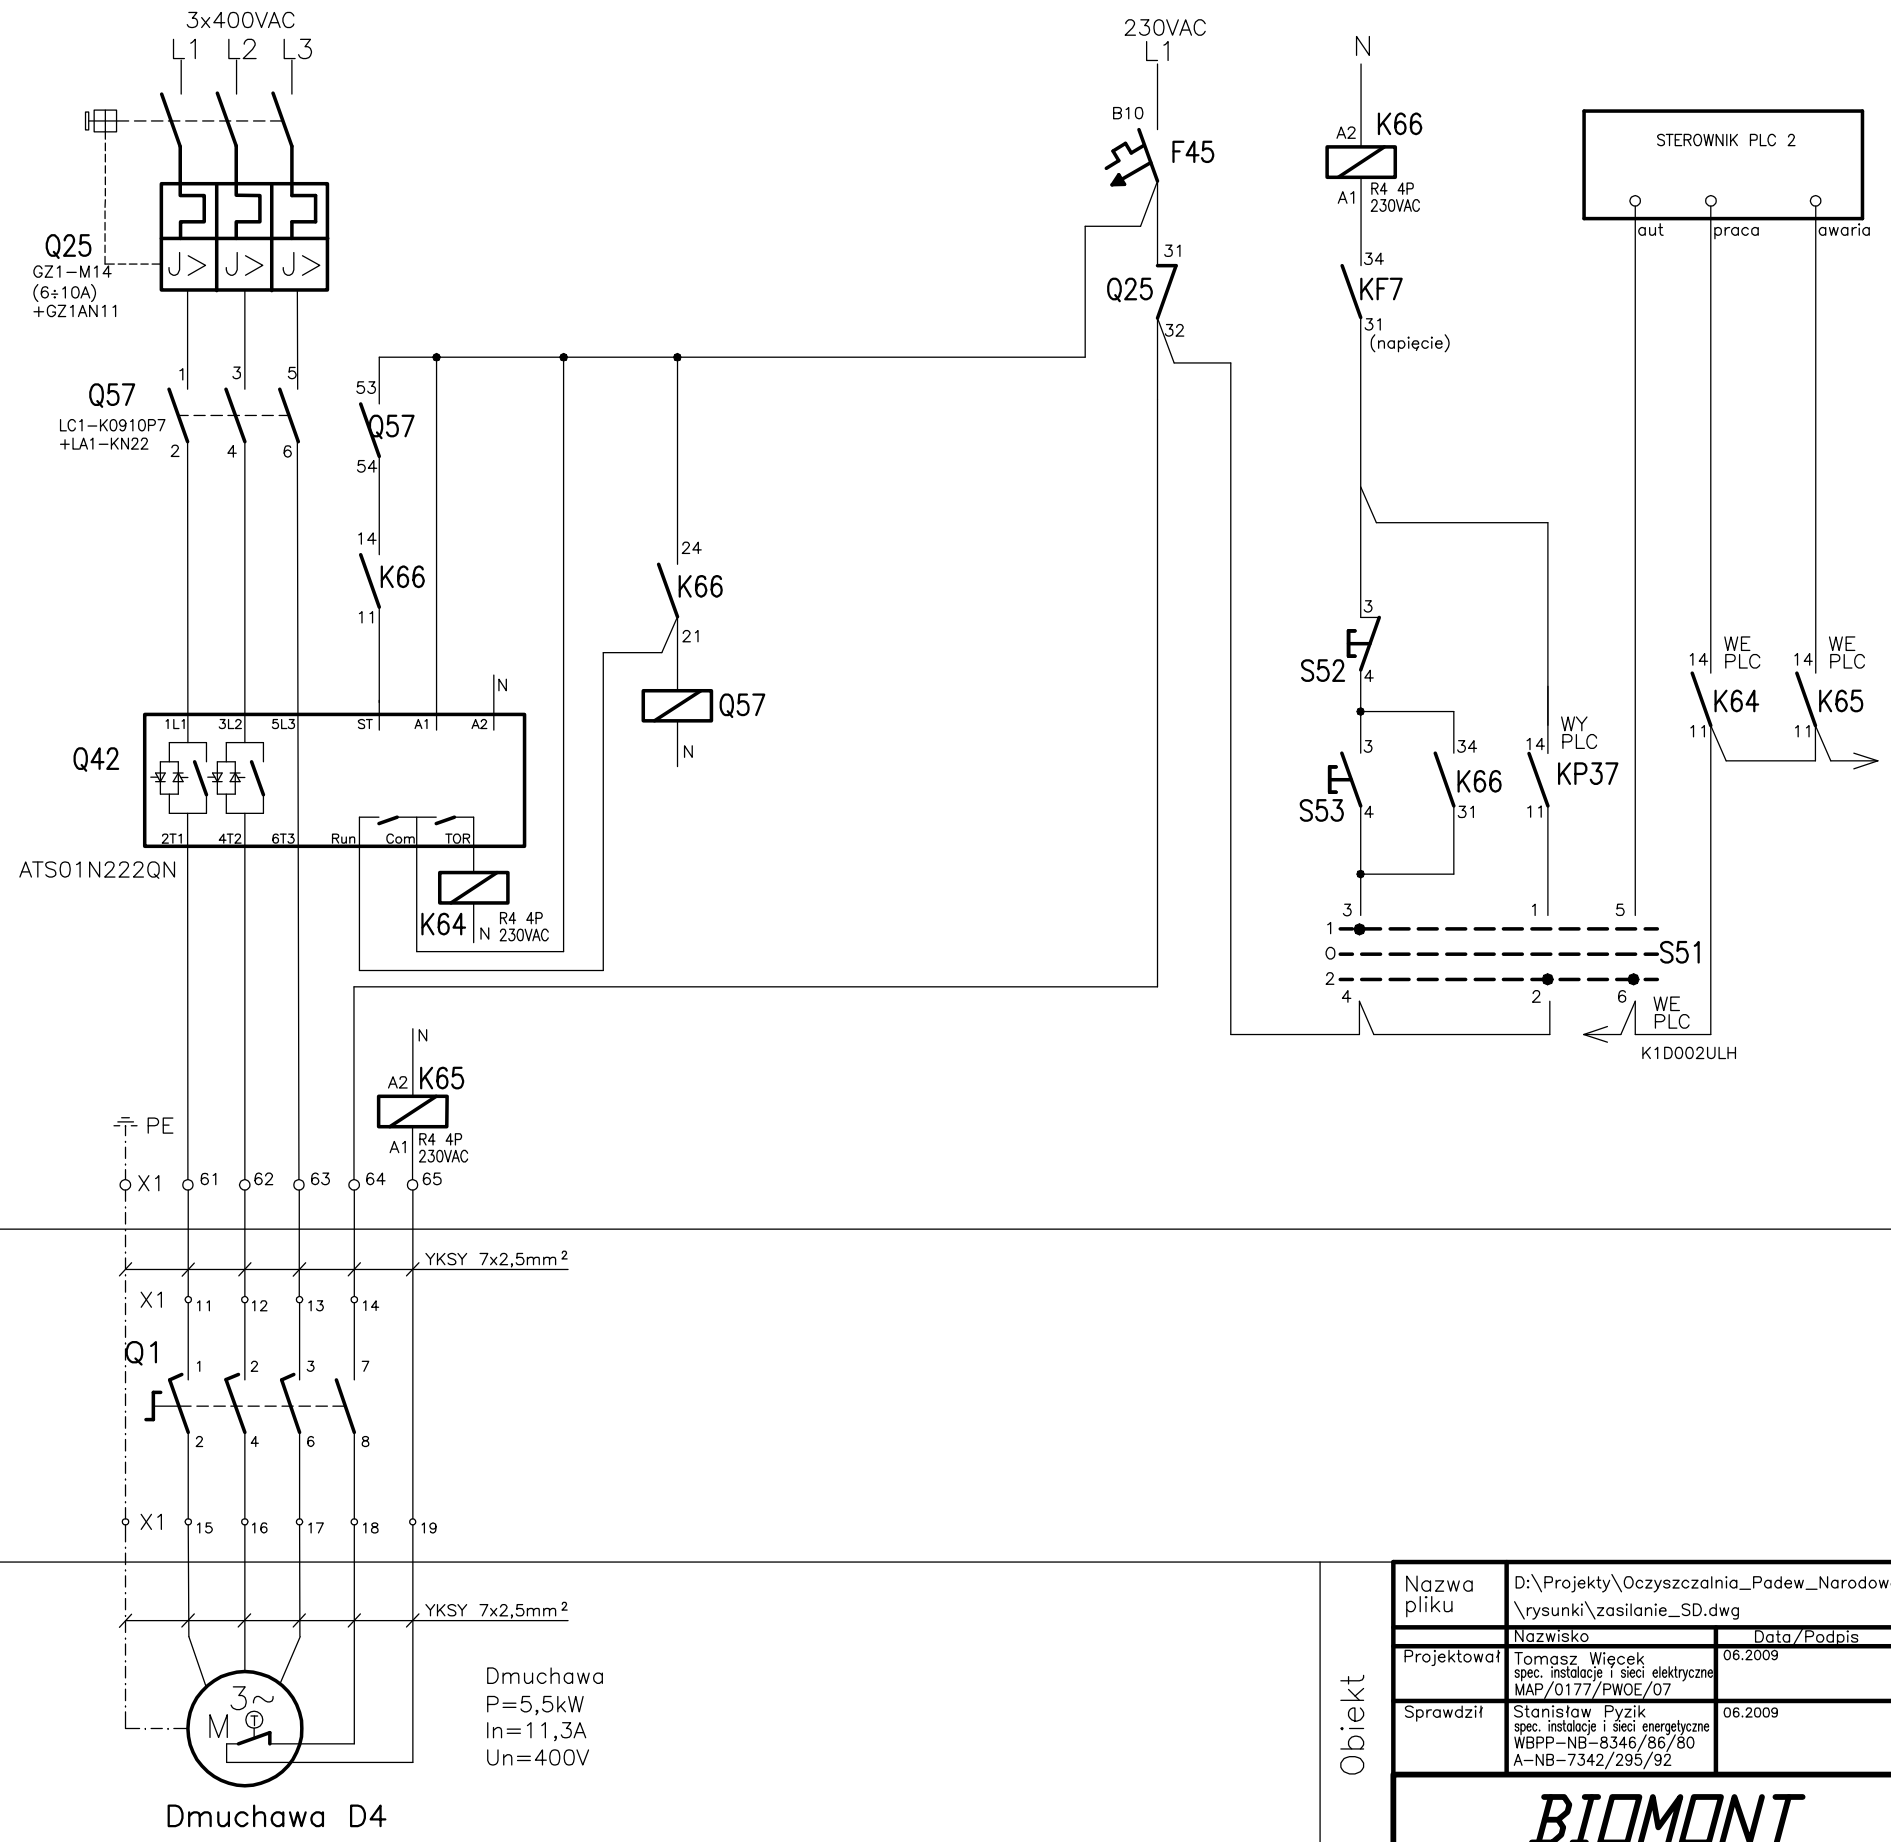 3x400VAC
L1 L2 L3
230VAC
L1
N
B10
F45
A2 K66
A1 R4 4P
230VAC
STEROWNIK PLC 2
aut praca awaria
Q25
GZ1-M14
(6÷10A)
+GZ1AN11
J> J> J>
31
Q25
32
34
KF7
31
(napięcie)
1 3 5
Q57
LC1-K0910P7
+LA1-KN22
2 4 6
53
Q57
54
14
K66
11
24
K66
21
Q57
N
3
S52
4
3
S53
4
34
K66
31
WY
PLC
14
KP37
11
WE
PLC
14
K64
11
WE
PLC
14
K65
11
N
1L1 3L2 5L3 ST A1 A2
Q42
2T1 4T2 6T3 Run Com TOR
ATS01N222QN
K64 N R4 4P
230VAC
3 1 5
1
0
2
S51
4 2 6
WE
PLC
K1D002ULH
N
A2 K65
A1 R4 4P
230VAC
PE
X1 61 62 63 64 65
YKSY 7x2,5mm²
X1 11 12 13 14
Q1
1 2 3 7
2 4 6 8
X1 15 16 17 18 19
YKSY 7x2,5mm²
3~
M T
Dmuchawa
P=5,5kW
In=11,3A
Un=400V
Dmuchawa D4
Obiekt
Nazwa
pliku
D:\Projekty\Oczyszczalnia_Padew_Narodow
\rysunki\zasilanie_SD.dwg
Nazwisko Data/Podpis
Projektował
Tomasz Więcek
spec. instalacje i sieci elektryczne
MAP/0177/PWOE/07
06.2009
Sprawdził
Stanisław Pyzik
spec. instalacje i sieci energetyczne
WBPP-NB-8346/86/80
A-NB-7342/295/92
06.2009
BIOMONT